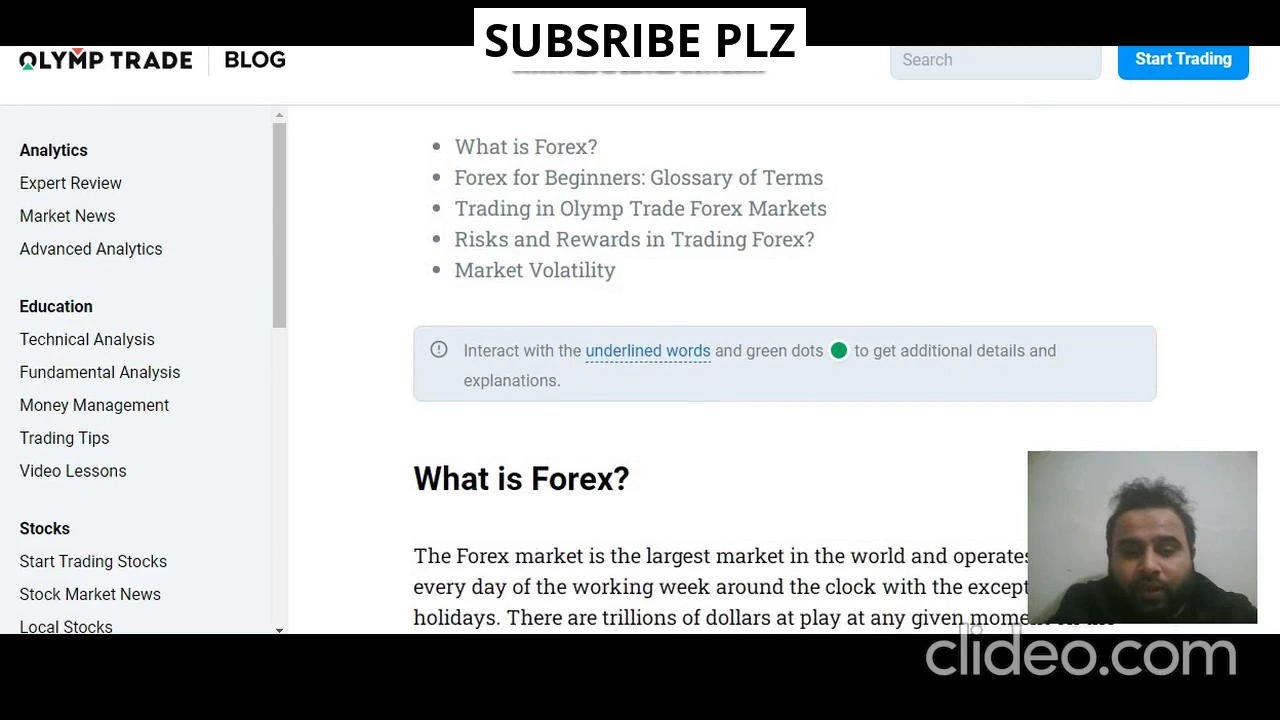 SUBSRIBE PLZ
OLYMP TRADE
BLOG
Search
Start Trading
Analytics
Expert Review
Market News
Advanced Analytics
Education
Technical Analysis
Fundamental Analysis
Money Management
Trading Tips
Video Lessons
Stocks
Start Trading Stocks
Stock Market News
Local Stocks
What is Forex?
Forex for Beginners: Glossary of Terms
Trading in Olymp Trade Forex Markets
Risks and Rewards in Trading Forex?
Market Volatility
Interact with the underlined words and green dots to get additional details and
explanations.
What is Forex?
The Forex market is the largest market in the world and operates
every day of the working week around the clock with the except
holidays. There are trillions of dollars at play at any given moment
clideo.com